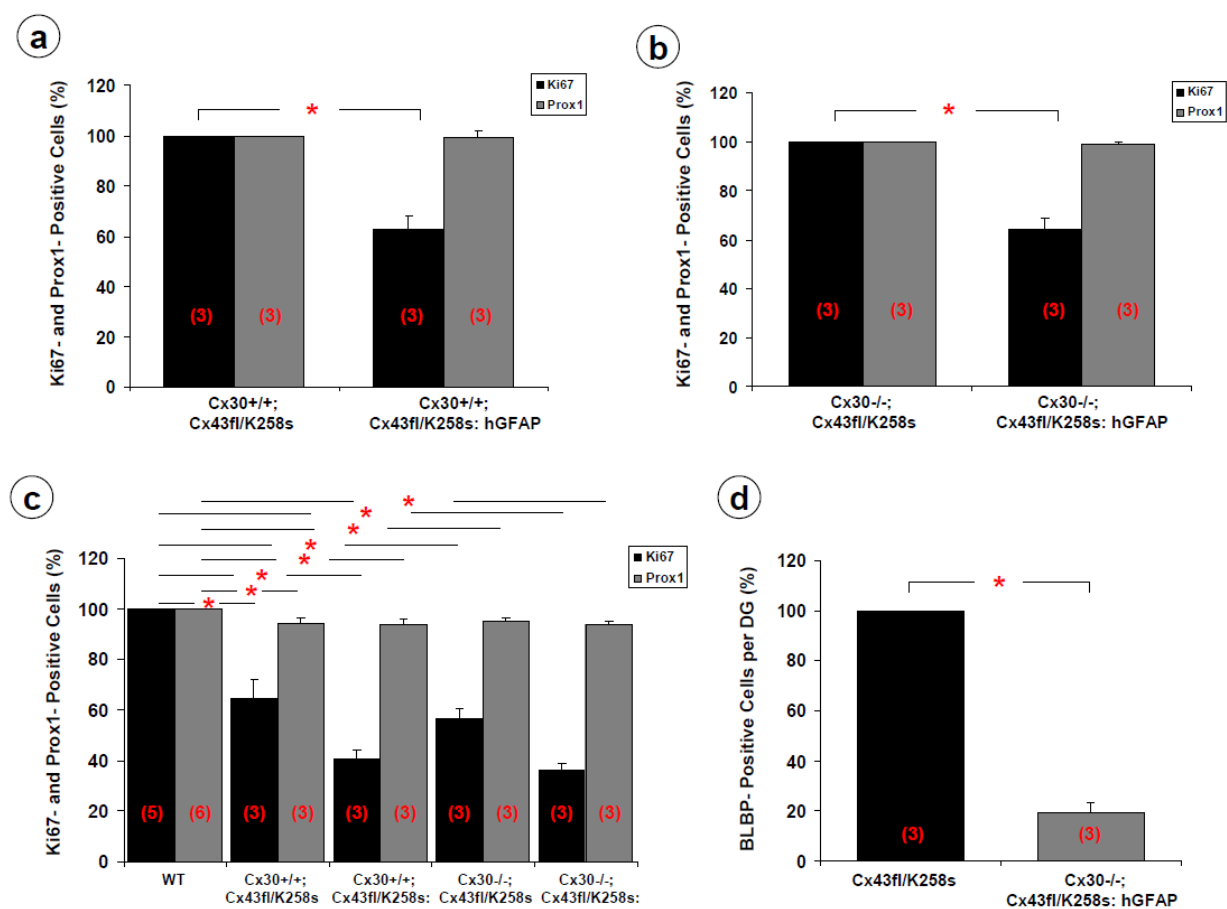 a
Ki67- and Prox1- Positive Cells (%)
120
100
80
60
40
20
0
*
Ki67
Prox1
(3)
(3)
(3)
(3)
Cx30+/+;
Cx43fl/K258s
Cx30+/+;
Cx43fl/K258s: hGFAP
b
Ki67- and Prox1- Positive Cells (%)
120
100
80
60
40
20
0
*
Ki67
Prox1
(3)
(3)
(3)
(3)
Cx30-/-;
Cx43fl/K258s
Cx30-/-;
Cx43fl/K258s: hGFAP
c
Ki67- and Prox1- Positive Cells (%)
120
100
80
60
40
20
0
*
*
*
*
*
*
*
*
Ki67
Prox1
(5)
(6)
(3)
(3)
(3)
(3)
(3)
(3)
(3)
(3)
WT
Cx30+/+;
Cx43fl/K258s
Cx30+/+;
Cx43fl/K258s:
Cx30-/-;
Cx43fl/K258s
Cx30-/-;
Cx43fl/K258s:
d
BLBP- Positive Cells per DG (%)
120
100
80
60
40
20
0
*
(3)
(3)
Cx43fl/K258s
Cx30-/-;
Cx43fl/K258s: hGFAP